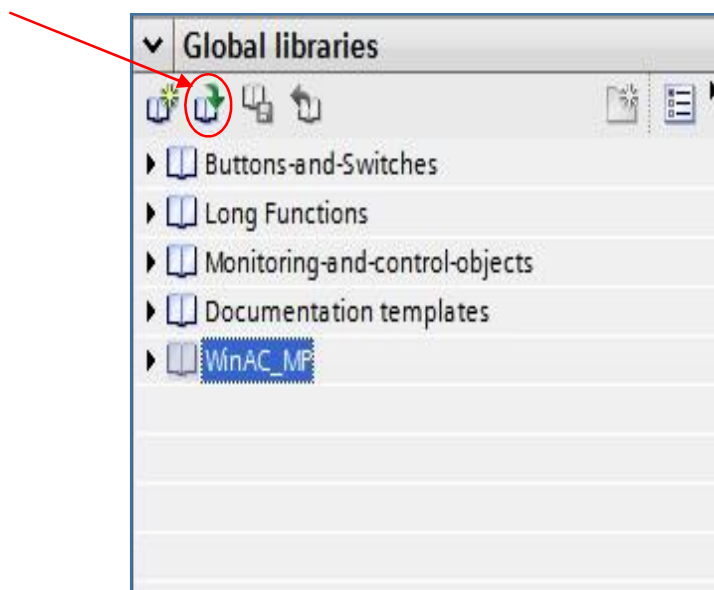 Global libraries
Buttons-and-Switches
Long Functions
Monitoring-and-control-objects
Documentation templates
WinAC_MP